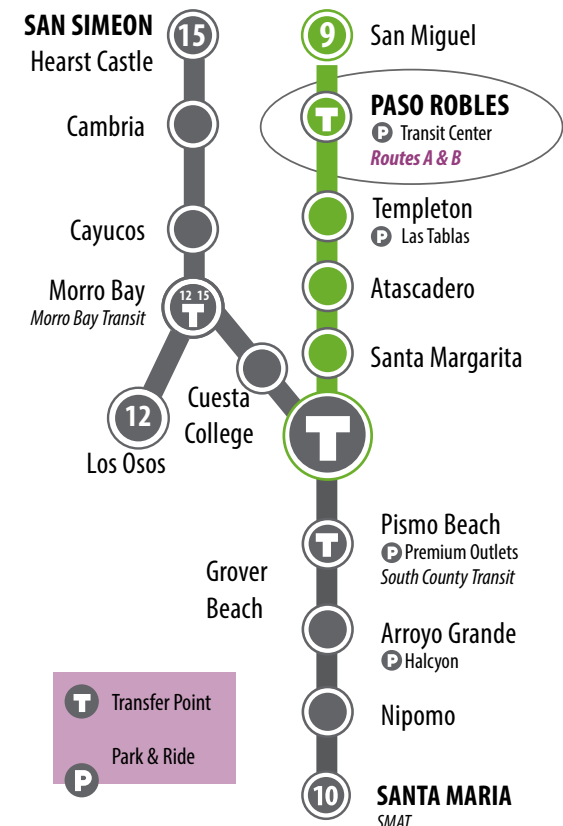 SAN SIMEON
Hearst Castle
15
Cambria
Cayucos
Morro Bay
Morro Bay Transit
12 15
T
12
Los Osos
Cuesta
College
9
San Miguel
T
PASO ROBLES
P Transit Center
Routes A & B
Templeton
P Las Tablas
Atascadero
Santa Margarita
T
T
Pismo Beach
P Premium Outlets
South County Transit
Grover
Beach
Arroyo Grande
P Halcyon
Nipomo
10
SANTA MARIA
SMAT
T Transfer Point
P Park & Ride